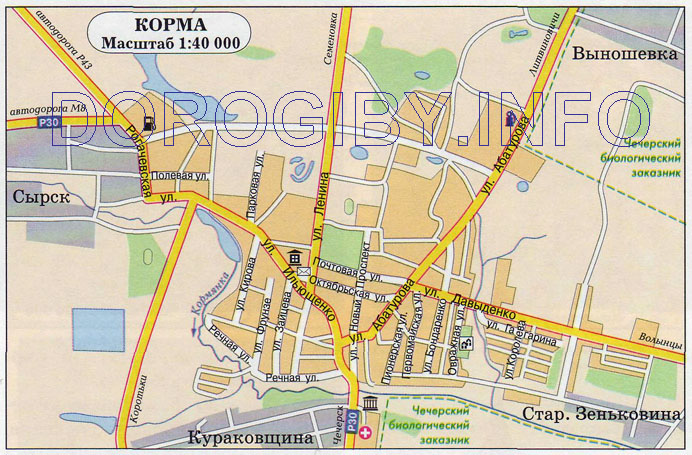 КОРМА
Масштаб 1:40 000
автодорога Р43
Семеновка
Литвиновичи
Выношевка
автодорога М8
Р30
DOROGIBY.INFO
Рогачевская
ул.
Полевая ул.
Парковая ул.
ул. Ленина
ул. Абатурова
Чечерский
биологический
заказник
Сырск
Кормянка
ул. Ильющенко
Почтовая ул.
Октябрьская ул.
Новый Проспект
ул.
ул. Абатурова
ул. Давыденко
ул. Кирова
ул. Фрунзе
ул. Зайцева
Речная ул.
Речная ул.
Пионерская ул.
Первомайская ул.
ул. Бондаренко
Овражная ул.
ул. Гагарина
ул. Королева
Волынцы
Коротьки
Кураковщина
Чечерск
Р30
Чечерский
биологический
заказник
Стар. Зеньковина